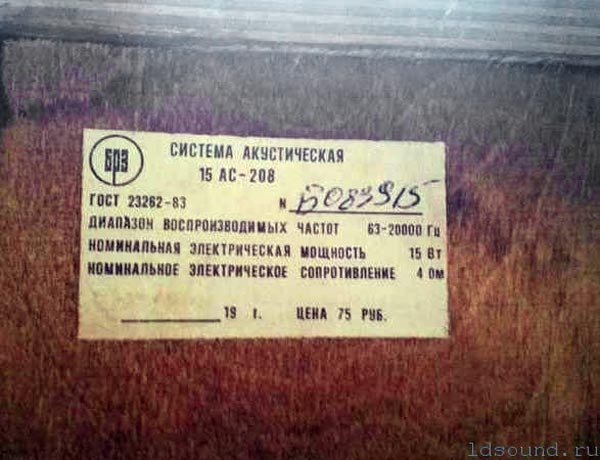 БРЗ
СИСТЕМА АКУСТИЧЕСКАЯ
15 АС-208
ГОСТ 23262-83 N Б083915
ДИАПАЗОН ВОСПРОИЗВОДИМЫХ ЧАСТОТ 63-20000 Гц
НОМИНАЛЬНАЯ ЭЛЕКТРИЧЕСКАЯ МОЩНОСТЬ 15 Вт
НОМИНАЛЬНОЕ ЭЛЕКТРИЧЕСКОЕ СОПРОТИВЛЕНИЕ 4 Ом
19 г. ЦЕНА 75 РУБ.
ldsound.ru